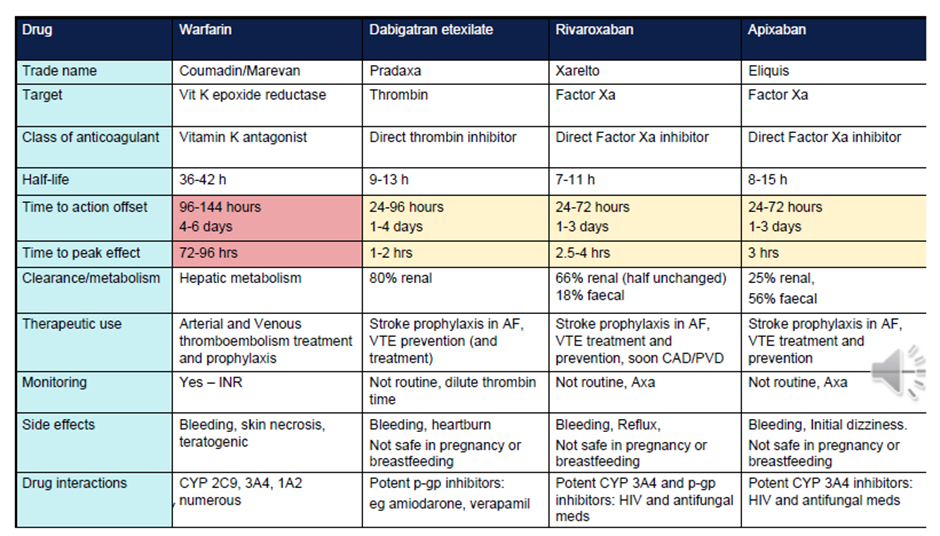 Drug Warfarin Dabigatran etexilate Rivaroxaban Apixaban
Trade name Coumadin/Marevan Pradaxa Xarelto Eliquis
Target Vit K epoxide reductase Thrombin Factor Xa Factor Xa
Class of anticoagulant Vitamin K antagonist Direct thrombin inhibitor Direct Factor Xa inhibitor Direct Factor Xa inhibitor
Half-life 36-42 h 9-13 h 7-11 h 8-15 h
Time to action offset 96-144 hours 24-96 hours 24-72 hours 24-72 hours
4-6 days 1-4 days 1-3 days 1-3 days
Time to peak effect 72-96 hrs 1-2 hrs 2.5-4 hrs 3 hrs
Clearance/metabolism Hepatic metabolism 80% renal 66% renal (half unchanged) 25% renal,
18% faecal 56% faecal
Therapeutic use Arterial and Venous Stroke prophylaxis in AF, Stroke prophylaxis in AF, Stroke prophylaxis in AF,
thromboembolism treatment VTE prevention (and VTE treatment and VTE treatment and
and prophylaxis treatment) prevention, soon CAD/PVD prevention
Monitoring Yes – INR Not routine, dilute thrombin Not routine, Axa Not routine, Axa
time
Side effects Bleeding, skin necrosis, Bleeding, heartburn Bleeding, Reflux, Bleeding, Initial dizziness.
teratogenic Not safe in pregnancy or Not safe in pregnancy or Not safe in pregnancy or
breastfeeding breastfeeding breastfeeding
Drug interactions CYP 2C9, 3A4, 1A2 Potent p-gp inhibitors: Potent CYP 3A4 and p-gp Potent CYP 3A4 inhibitors:
numerous eg amiodarone, verapamil inhibitors: HIV and antifungal HIV and antifungal meds
meds